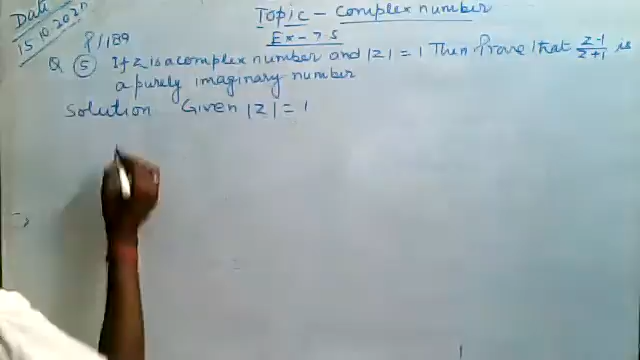 Date
15.10.2020
Topic - Complex number
P/189
Ex-7.5
Q (5) If z is a complex number and |z| = 1 Then Prove that z-1/z+1 is
a purely imaginary number
Solution Given |z| = 1